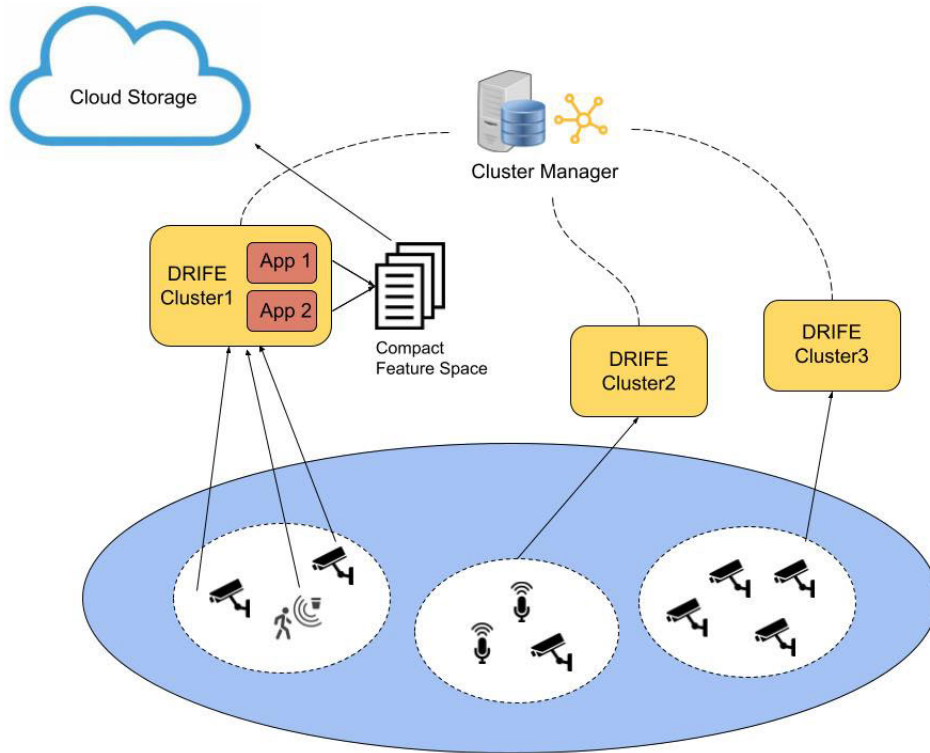 Cloud Storage
Cluster Manager
DRIFE
Cluster1
App 1
App 2
Compact
Feature Space
DRIFE
Cluster2
DRIFE
Cluster3